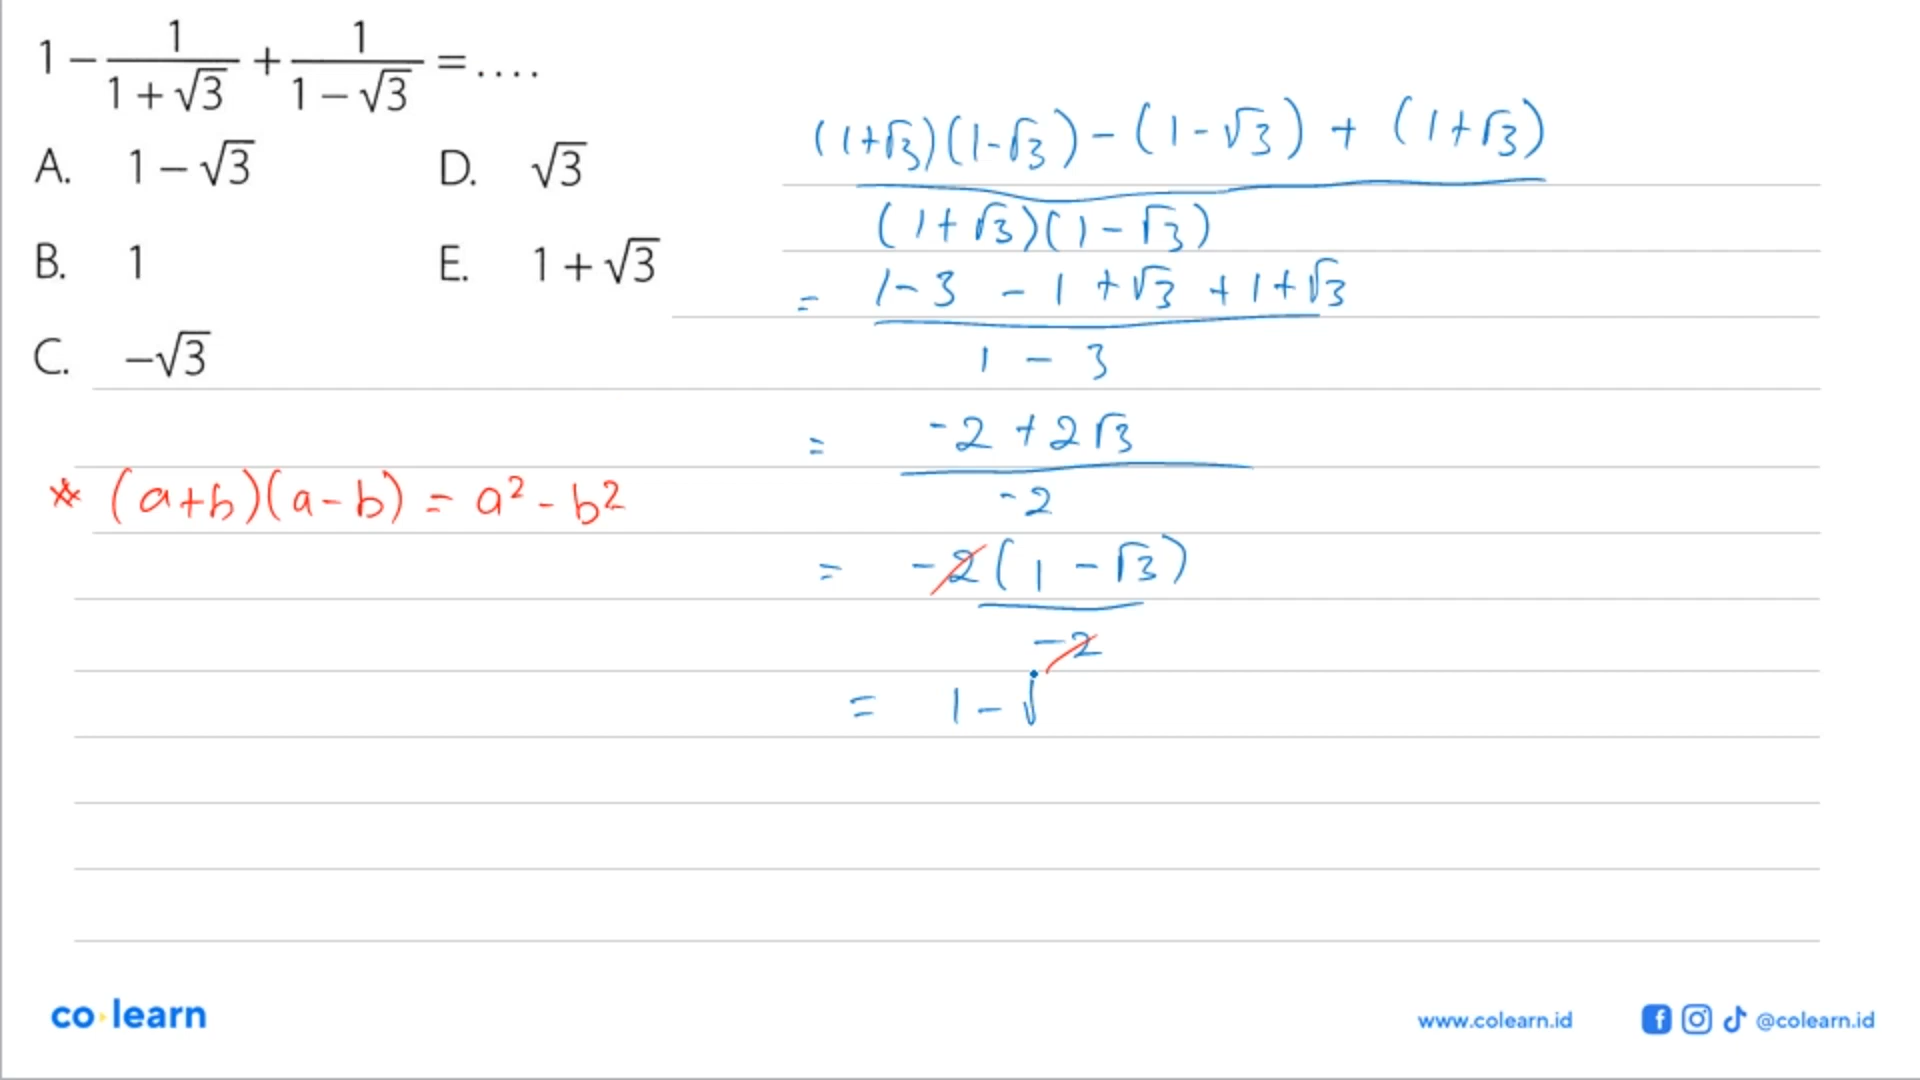 1 − 1/(1 + √3) + 1/(1 − √3) = ....
A. 1 − √3 D. √3
B. 1 E. 1 + √3
C. −√3
* (a+b)(a-b) = a² - b²
(1+√3)(1-√3) - (1-√3) + (1+√3)
(1+√3)(1-√3)
= 1-3 - 1 + √3 + 1+√3
1 - 3
= -2 + 2√3
-2
= -2(1 - √3)
-2
= 1 - √
co learn
www.colearn.id @colearn.id